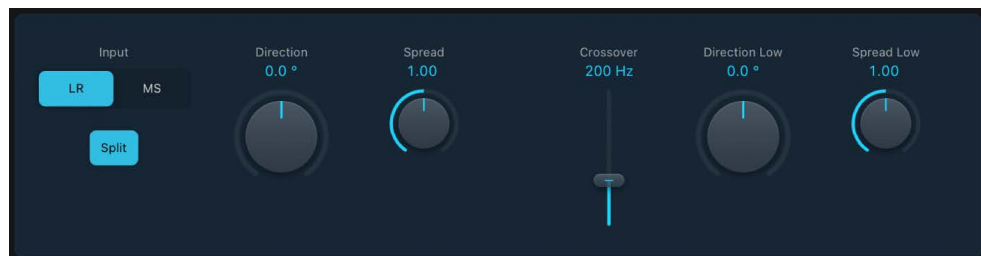 Input
LR MS
Split
Direction
0.0 °
Spread
1.00
Crossover
200 Hz
Direction Low
0.0 °
Spread Low
1.00